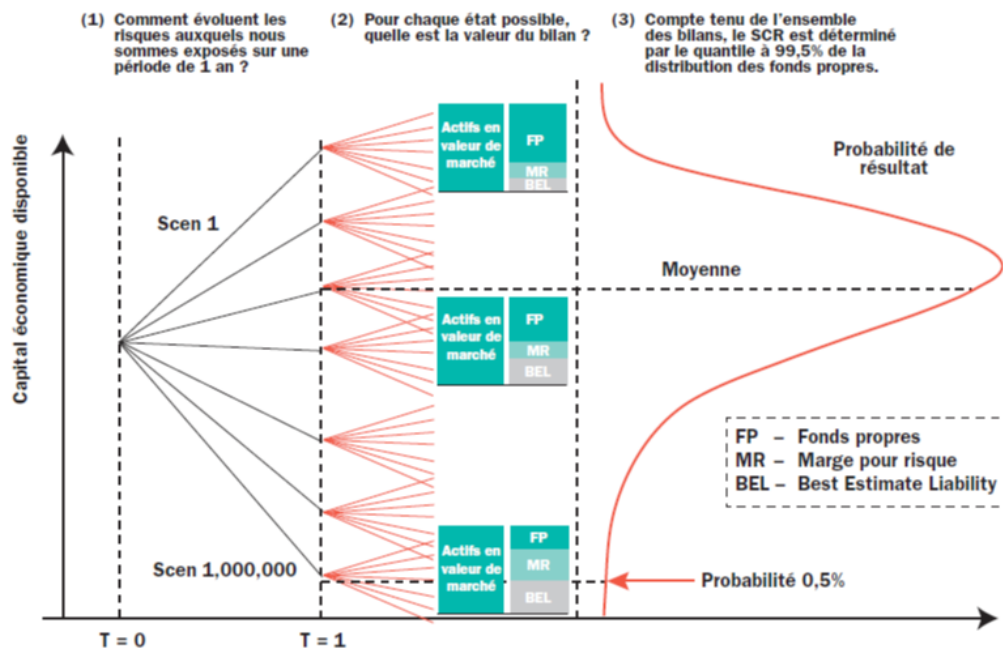 (1) Comment évoluent les
risques auxquels nous
sommes exposés sur une
période de 1 an ?
(2) Pour chaque état possible,
quelle est la valeur du bilan ?
(3) Compte tenu de l'ensemble
des bilans, le SCR est déterminé
par le quantile à 99,5% de la
distribution des fonds propres.
Capital économique disponible
Scen 1
Scen 1,000,000
T = 0
T = 1
Actifs en
valeur de
marché
FP
MR
BEL
Actifs en
valeur de
marché
FP
MR
BEL
Actifs en
valeur de
marché
FP
MR
BEL
Probabilité de
résultat
Moyenne
FP – Fonds propres
MR – Marge pour risque
BEL – Best Estimate Liability
Probabilité 0,5%